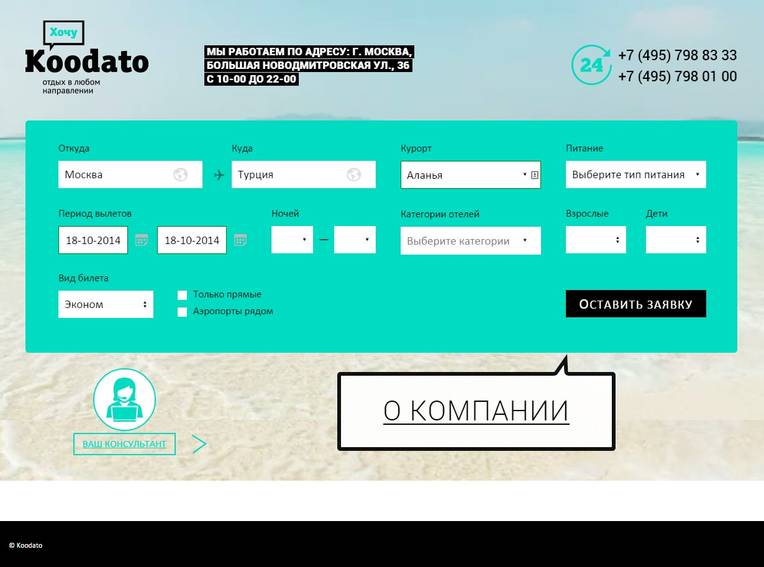 Хочу
Koodato
отдых в любом
направлении
МЫ РАБОТАЕМ ПО АДРЕСУ: Г. МОСКВА,
БОЛЬШАЯ НОВОДМИТРОВСКАЯ УЛ., 36
С 10-00 ДО 22-00
24
+7 (495) 798 83 33
+7 (495) 798 01 00
Откуда Куда Курорт Питание
Москва Турция Аланья Выберите тип питания
Период вылетов Ночей Категории отелей Взрослые Дети
18-10-2014 18-10-2014 — Выберите категории
Вид билета
Эконом
Только прямые
Аэропорты рядом
ОСТАВИТЬ ЗАЯВКУ
О КОМПАНИИ
ВАШ КОНСУЛЬТАНТ
© Koodato